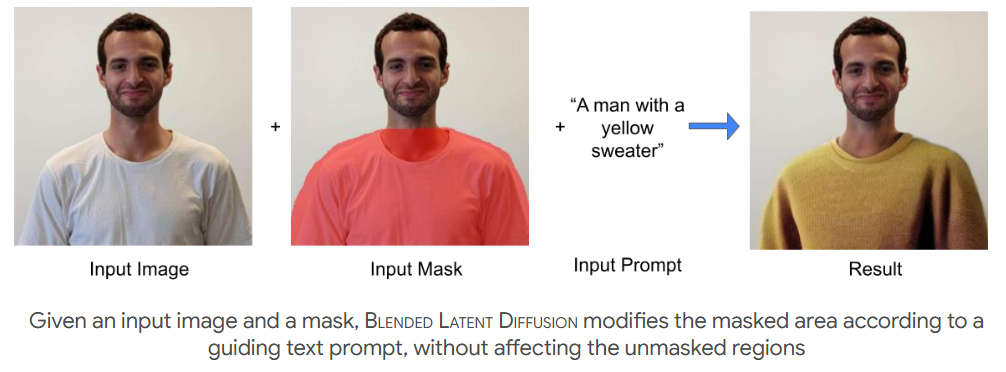 +
+
“A man with a
yellow
sweater”
Input Image
Input Mask
Input Prompt
Result
Given an input image and a mask, BLENDED LATENT DIFFUSION modifies the masked area according to a
guiding text prompt, without affecting the unmasked regions